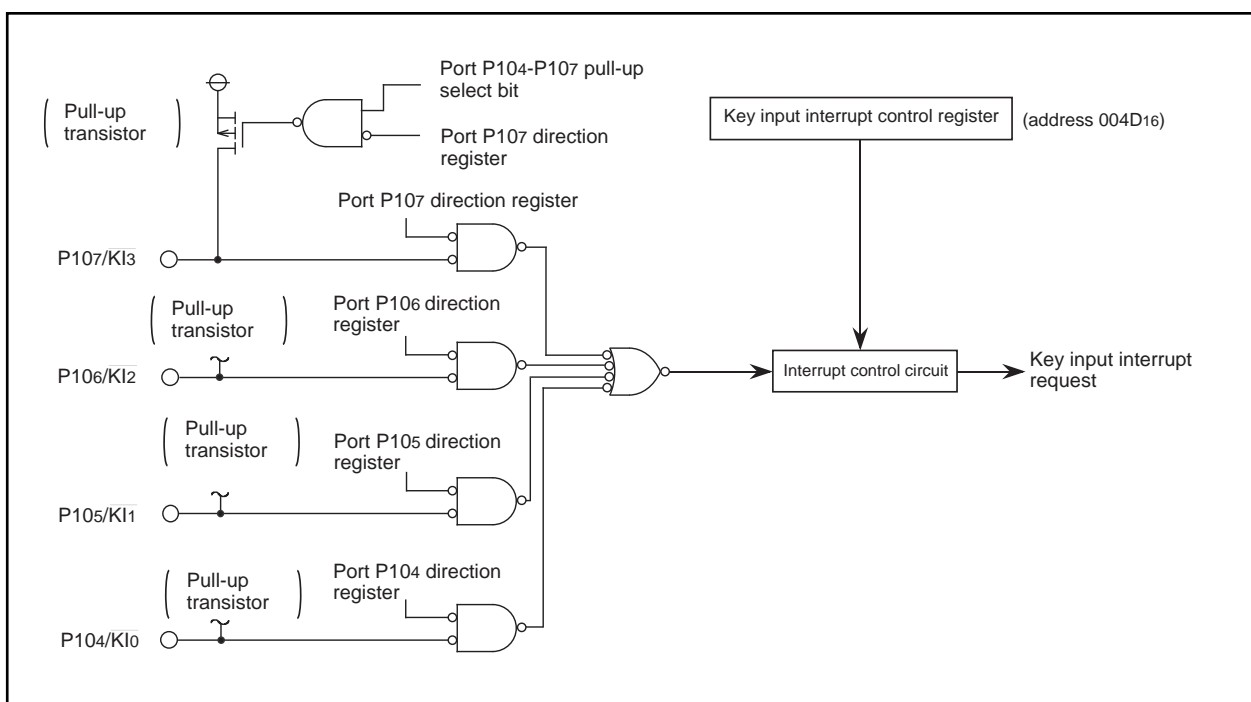 Port P104-P107 pull-up
select bit
Pull-up
transistor
Port P107 direction
register
Key input interrupt control register
(address 004D16)
Port P107 direction register
P107/KI3
Pull-up
transistor
Port P106 direction
register
P106/KI2
Interrupt control circuit
Key input interrupt
request
Pull-up
transistor
Port P105 direction
register
P105/KI1
Pull-up
transistor
Port P104 direction
register
P104/KI0